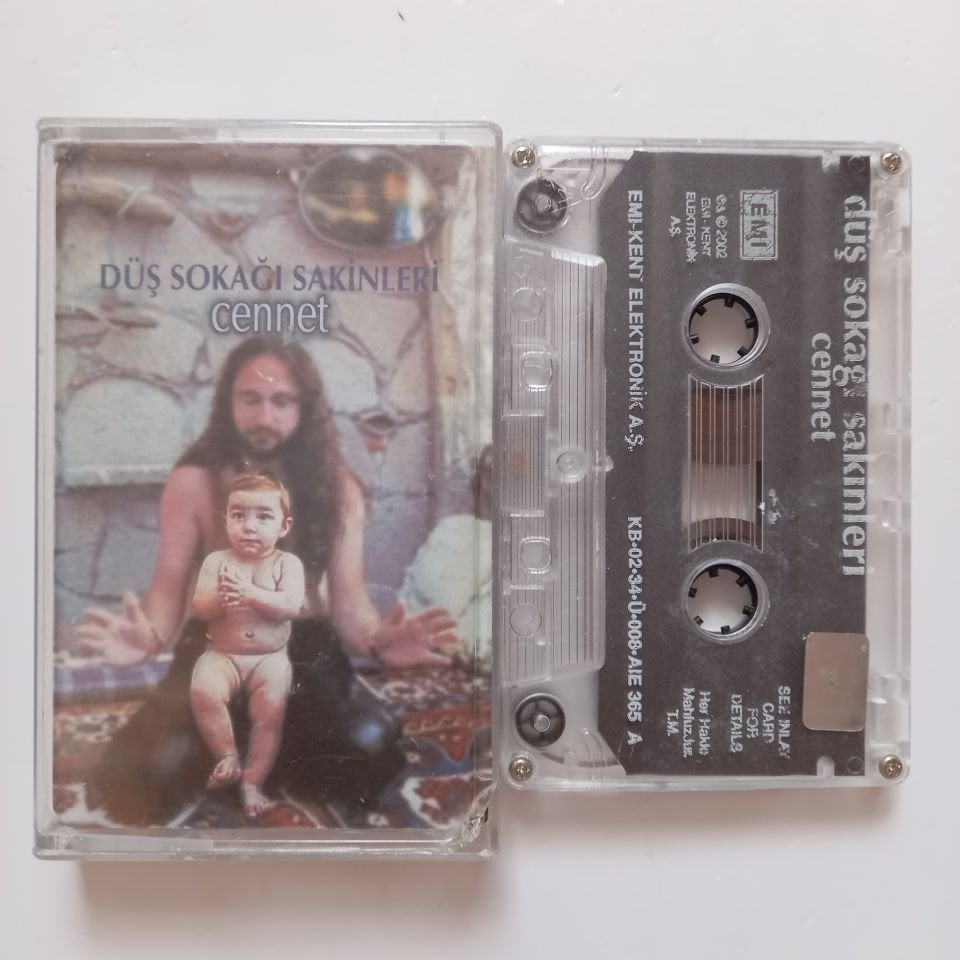 DÜŞ SOKAĞI SAKİNLERİ
cennet
düş sokağı sakinleri
cennet
EMI
℗ & © 2002
EMI - KENT
ELEKTRONİK
A.Ş.
EMI-KENT ELEKTRONİK A.Ş.
KB•02•34•Ü•008•AIE 365 A
SEE INLAY
CARD
FOR
DETAILS
Her Hakkı
Mahfuzdur.
T.M.